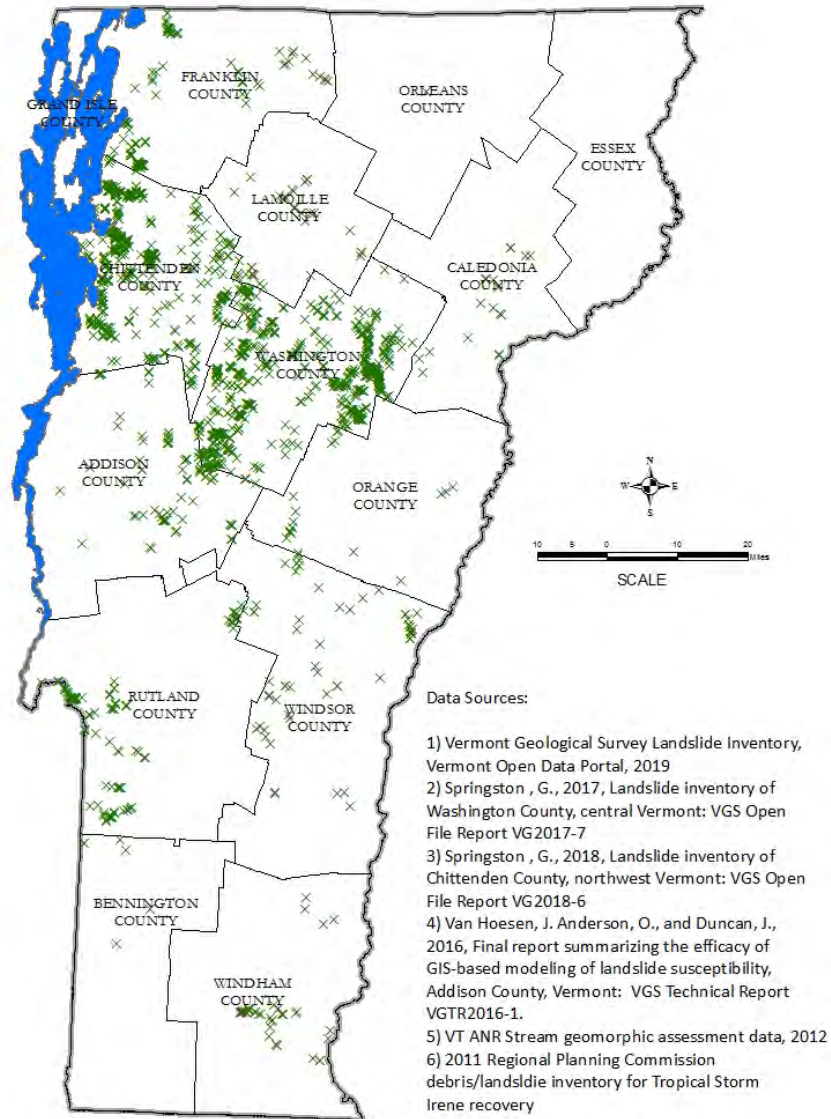 FRANKLIN
COUNTY
GRAND ISLE
COUNTY
ORLEANS
COUNTY
ESSEX
COUNTY
LAMOILLE
COUNTY
CHITTENDEN
COUNTY
CALEDONIA
COUNTY
WASHINGTON
COUNTY
ADDISON
COUNTY
ORANGE
COUNTY
N
W E
S
10 5 0 10 20
Miles
SCALE
RUTLAND
COUNTY
WINDSOR
COUNTY
BENNINGTON
COUNTY
WINDHAM
COUNTY
Data Sources:
1) Vermont Geological Survey Landslide Inventory,
Vermont Open Data Portal, 2019
2) Springston , G., 2017, Landslide inventory of
Washington County, central Vermont: VGS Open
File Report VG2017-7
3) Springston , G., 2018, Landslide inventory of
Chittenden County, northwest Vermont: VGS Open
File Report VG2018-6
4) Van Hoesen, J. Anderson, O., and Duncan, J.,
2016, Final report summarizing the efficacy of
GIS-based modeling of landslide susceptibility,
Addison County, Vermont:  VGS Technical Report
VGTR2016-1.
5) VT ANR Stream geomorphic assessment data, 2012
6) 2011 Regional Planning Commission
debris/landsldie inventory for Tropical Storm
Irene recovery